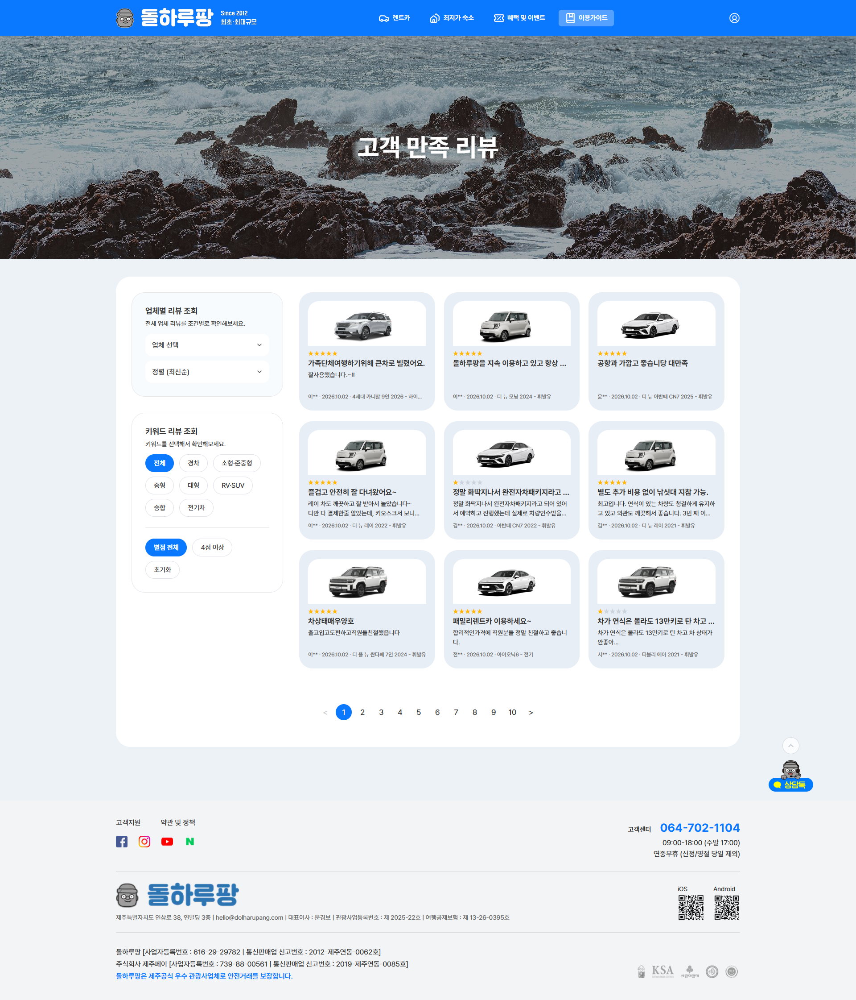 돌하루팡
Since 2012
최초·최대규모
렌트카
최저가 숙소
혜택 및 이벤트
이용가이드
고객 만족 리뷰
업체별 리뷰 조회
전체 업체 리뷰를 조건별로 확인해보세요.
업체 선택
정렬 (최신순)
키워드 리뷰 조회
키워드를 선택해서 확인해보세요.
전체 경차 소형·준중형
중형 대형 RV·SUV
승합 전기차
별점 전체 4점 이상
초기화
★★★★★
가족단체여행하기위해 큰차로 빌렸어요.
잘사용했습니다.~!!
이** · 2026.10.02 · 4세대 카니발 9인 2026 - 하이...
★★★★★
돌하루팡을 지속 이용하고 있고 항상 ...
이** · 2026.10.02 · 더 뉴 모닝 2024 - 휘발유
★★★★★
공항과 가깝고 좋습니당 대만족
윤** · 2026.10.02 · 더 뉴 아반떼 CN7 2025 - 휘발유
★★★★★
즐겁고 안전히 잘 다녀왔어요~
레이 차도 깨끗하고 잘 받아서 놀았습니다~
다만 다 결제한줄 알았는데, 키오스크서 보니...
이** · 2026.10.02 · 더 뉴 레이 2022 - 휘발유
★★★★★
정말 화딱지나서 완전자차패키지라고 ...
정말 화딱지나서 완전자차패키지라고 되어 있어
서 예약하고 진행했는데 실제로 차량인수받을...
김** · 2026.10.02 · 아반떼 CN7 2022 - 휘발유
★★★★★
별도 추가 비용 없이 낚싯대 지참 가능.
최고입니다. 연식이 있는 차량도 청결하게 유지하
고 있고 외관도 깨끗해서 좋습니다. 3번 째 이...
김** · 2026.10.02 · 더 뉴 레이 2021 - 휘발유
★★★★★
차상태매우양호
출고입고도편하고직원들친절했읍니다
이** · 2026.10.02 · 디 올 뉴 싼타페 7인 2024 - 휘발유
★★★★★
패밀리렌트카 이용하세요~
합리적인가격에 직원분들 정말 친절하고 좋습니
다.
전** · 2026.10.02 · 아이오닉6 - 전기
★★★★★
차가 연식은 몰라도 13만키로 탄 차고 ...
차가 연식은 몰라도 13만키로 탄 차고 차 상태가
안좋아...
서** · 2026.10.02 · 티볼리 에어 2021 - 휘발유
< 1 2 3 4 5 6 7 8 9 10 >
상담톡
고객지원 약관 및 정책
고객센터 064-702-1104
09:00-18:00 (주말 17:00)
연중무휴 (신정/명절 당일 제외)
돌하루팡
iOS Android
제주특별자치도 연삼로 38, 연빌딩 3층 | hello@dolharupang.com | 대표이사 : 문경보 | 관광사업등록번호 : 제 2025-22호 | 여행공제보험 : 제 13-26-0395호
돌하루팡 [사업자등록번호 : 616-29-29782 | 통신판매업 신고번호 : 2012-제주연동-0062호]
주식회사 제주페이 [사업자등록번호 : 739-88-00561 | 통신판매업 신고번호 : 2019-제주연동-0085호]
돌하루팡은 제주공식 우수 관광사업체로 안전거래를 보장합니다.
KSA
사랑의열매